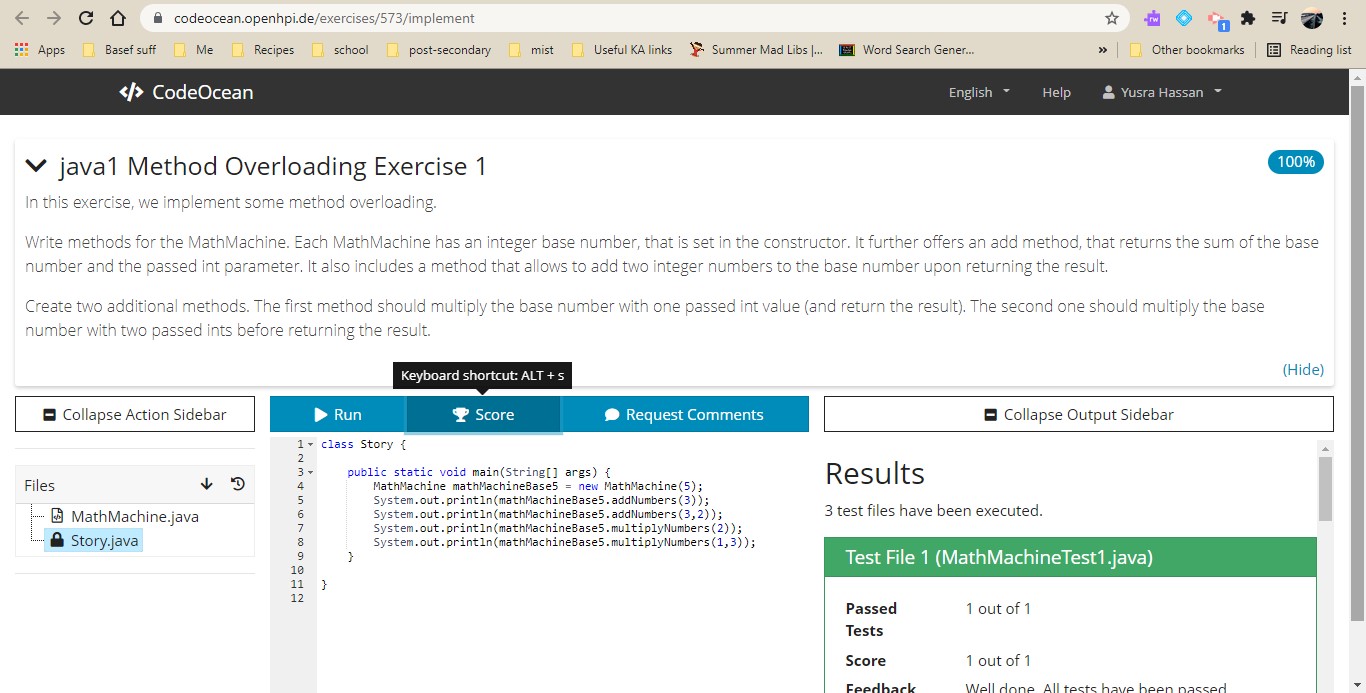 codeocean.openhpi.de/exercises/573/implement
1
Apps Basef suff Me Recipes school post-secondary mist Useful KA links Summer Mad Libs |... Word Search Gener... » Other bookmarks Reading list
</> CodeOcean English Help Yusra Hassan
java1 Method Overloading Exercise 1 100%
In this exercise, we implement some method overloading.
Write methods for the MathMachine. Each MathMachine has an integer base number, that is set in the constructor. It further offers an add method, that returns the sum of the base
number and the passed int parameter. It also includes a method that allows to add two integer numbers to the base number upon returning the result.
Create two additional methods. The first method should multiply the base number with one passed int value (and return the result). The second one should multiply the base
number with two passed ints before returning the result.
Keyboard shortcut: ALT + s
(Hide)
Collapse Action Sidebar Run Score Request Comments Collapse Output Sidebar
Files
MathMachine.java
Story.java
1 class Story {
2
3 public static void main(String[] args) {
4 MathMachine mathMachineBase5 = new MathMachine(5);
5 System.out.println(mathMachineBase5.addNumbers(3));
6 System.out.println(mathMachineBase5.addNumbers(3,2));
7 System.out.println(mathMachineBase5.multiplyNumbers(2));
8 System.out.println(mathMachineBase5.multiplyNumbers(1,3));
9 }
10
11 }
12
Results
3 test files have been executed.
Test File 1 (MathMachineTest1.java)
Passed Tests 1 out of 1
Score 1 out of 1
Feedback Well done. All tests have been passed.